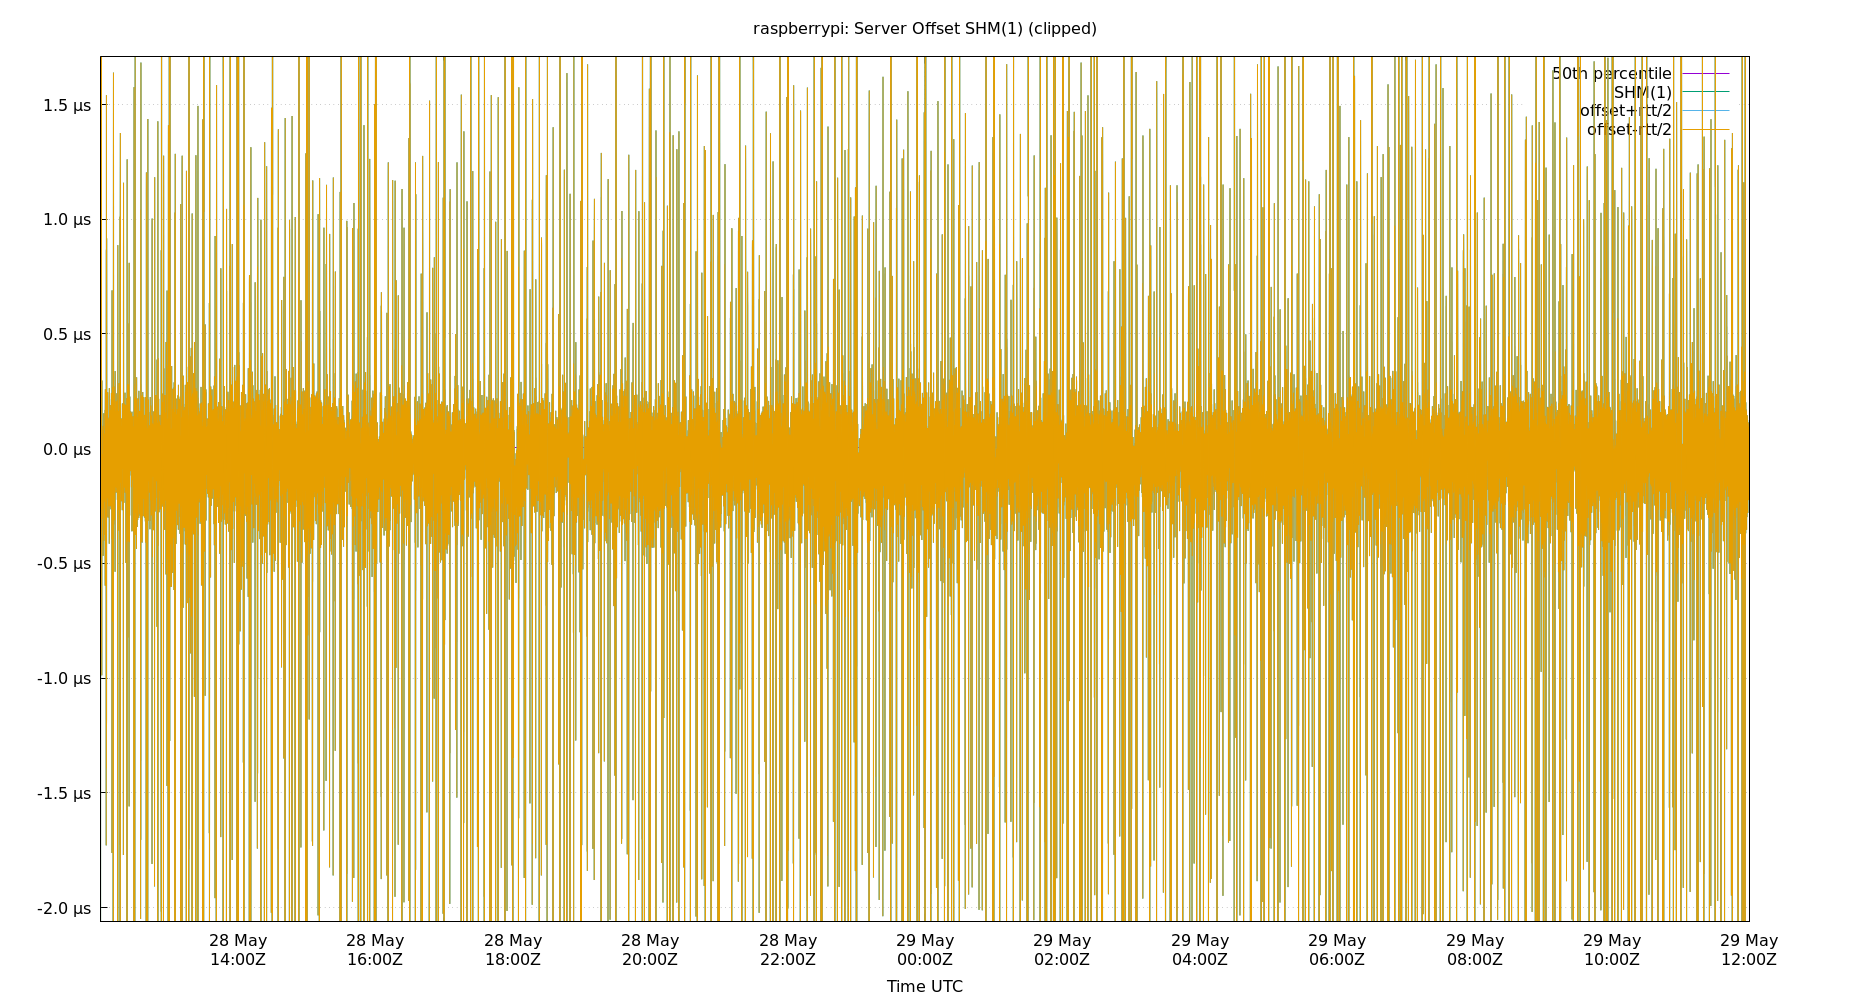 raspberrypi: Server Offset SHM(1) (clipped)
50th percentile
SHM(1)
offset+rtt/2
offset-rtt/2
1.5 µs
1.0 µs
0.5 µs
0.0 µs
-0.5 µs
-1.0 µs
-1.5 µs
-2.0 µs
28 May 28 May 28 May 28 May 28 May 29 May 29 May 29 May 29 May 29 May 29 May 29 May
14:00Z 16:00Z 18:00Z 20:00Z 22:00Z 00:00Z 02:00Z 04:00Z 06:00Z 08:00Z 10:00Z 12:00Z
Time UTC